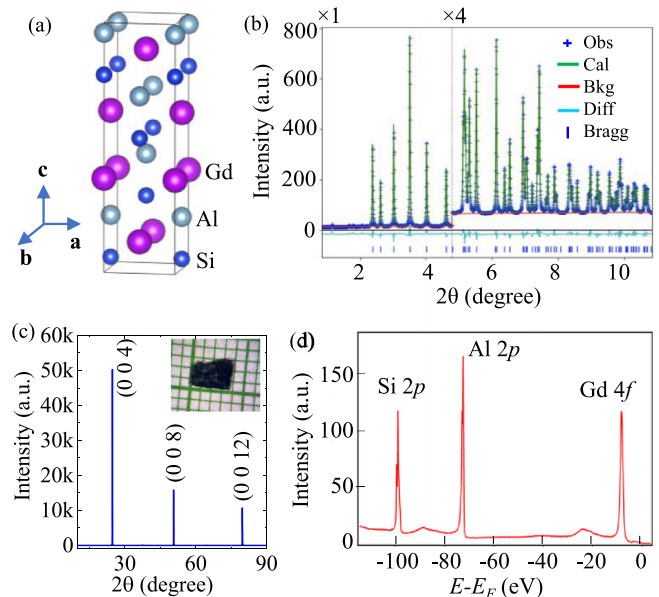 (a)
c
b
a
Gd
Al
Si
(b)
×1
×4
Obs
Cal
Bkg
Diff
Bragg
Intensity (a.u.)
800
600
400
200
0
2 4 6 8 10
2θ (degree)
(c)
60k
50k
40k
30k
20k
10k
0
Intensity (a.u.)
(0 0 4)
(0 0 8)
(0 0 12)
30 60 90
2θ (degree)
(d)
Si 2p
Al 2p
Gd 4f
Intensity (a.u.)
150
100
50
0
-100 -80 -60 -40 -20 0
E-EF (eV)